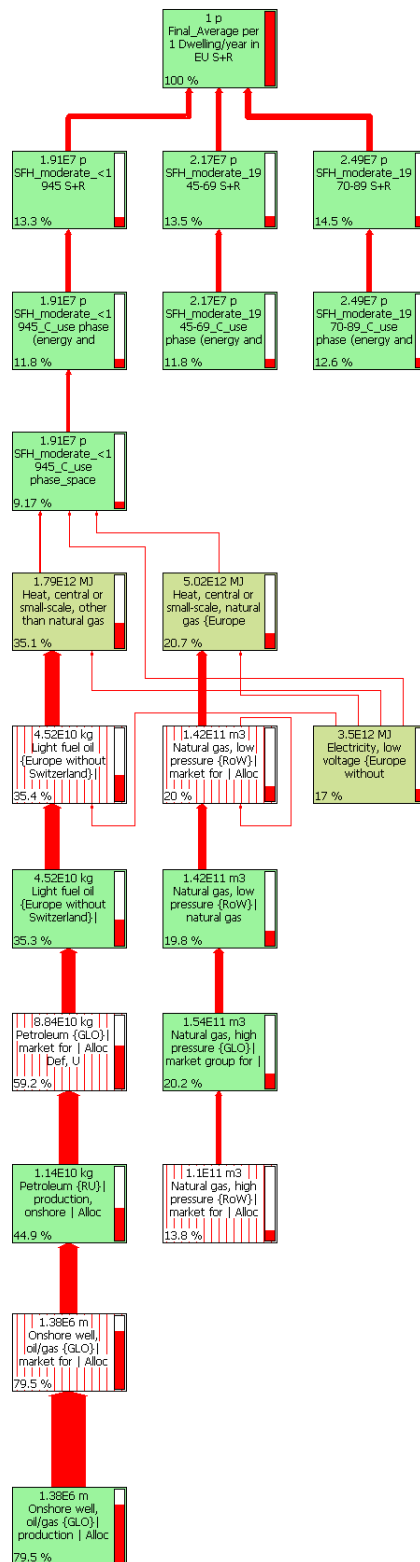 1 p
Final_Average per
1 Dwelling/year in
EU S+R
100 %
1.91E7 p
SFH_moderate_<1
945 S+R
13.3 %
2.17E7 p
SFH_moderate_19
45-69 S+R
13.5 %
2.49E7 p
SFH_moderate_19
70-89 S+R
14.5 %
1.91E7 p
SFH_moderate_<1
945_C_use phase
(energy and
11.8 %
2.17E7 p
SFH_moderate_19
45-69_C_use
phase (energy and
11.8 %
2.49E7 p
SFH_moderate_19
70-89_C_use
phase (energy and
12.6 %
1.91E7 p
SFH_moderate_<1
945_C_use
phase_space
9.17 %
1.79E12 MJ
Heat, central or
small-scale, other
than natural gas
35.1 %
5.02E12 MJ
Heat, central or
small-scale, natural
gas {Europe
20.7 %
4.52E10 kg
Light fuel oil
{Europe without
Switzerland}|
35.4 %
1.42E11 m3
Natural gas, low
pressure {RoW}|
market for | Alloc
20 %
3.5E12 MJ
Electricity, low
voltage {Europe
without
17 %
4.52E10 kg
Light fuel oil
{Europe without
Switzerland}|
35.3 %
1.42E11 m3
Natural gas, low
pressure {RoW}|
natural gas
19.8 %
8.84E10 kg
Petroleum {GLO}|
market for | Alloc
Def, U
59.2 %
1.54E11 m3
Natural gas, high
pressure {GLO}|
market group for |
20.2 %
1.14E10 kg
Petroleum {RU}|
production,
onshore | Alloc
44.9 %
1.1E11 m3
Natural gas, high
pressure {RoW}|
market for | Alloc
13.8 %
1.38E6 m
Onshore well,
oil/gas {GLO}|
market for | Alloc
79.5 %
1.38E6 m
Onshore well,
oil/gas {GLO}|
production | Alloc
79.5 %